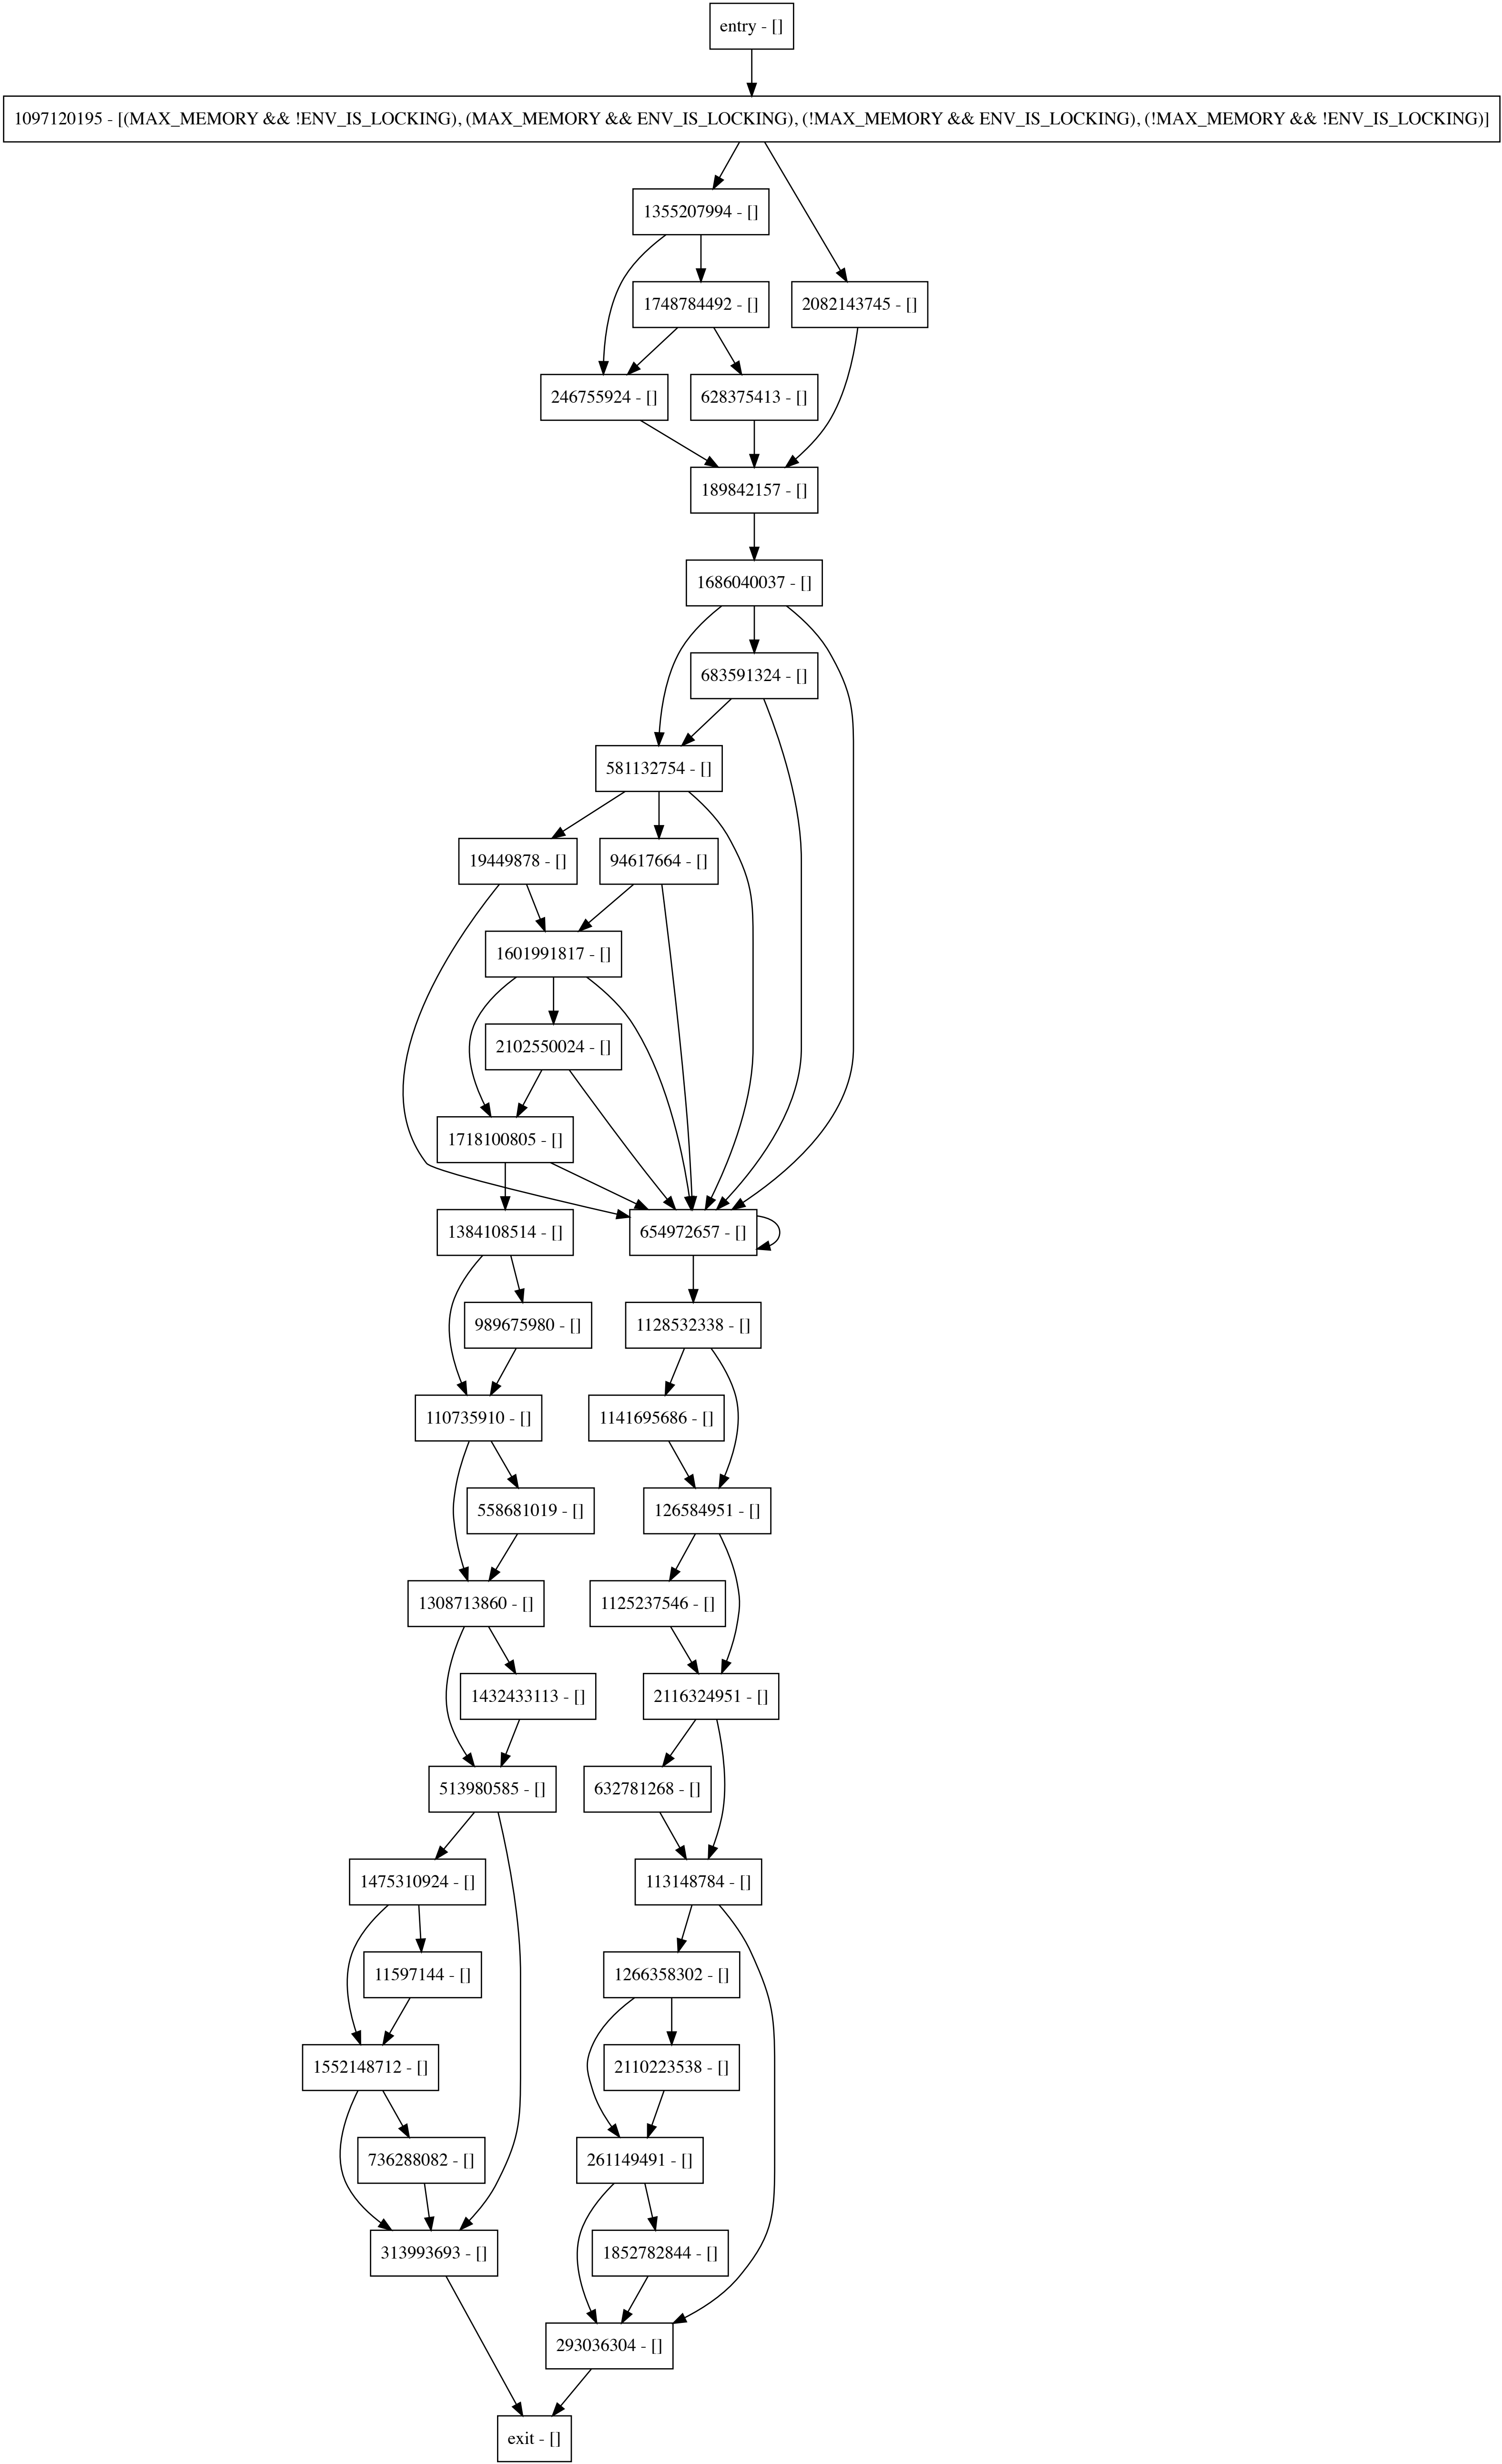 entry - []
1097120195 - [(MAX_MEMORY && !ENV_IS_LOCKING), (MAX_MEMORY && ENV_IS_LOCKING), (!MAX_MEMORY && ENV_IS_LOCKING), (!MAX_MEMORY && !ENV_IS_LOCKING)]
1355207994 - []
1748784492 - []
2082143745 - []
246755924 - []
628375413 - []
189842157 - []
1686040037 - []
683591324 - []
581132754 - []
19449878 - []
94617664 - []
1601991817 - []
2102550024 - []
1718100805 - []
1384108514 - []
654972657 - []
989675980 - []
1128532338 - []
110735910 - []
1141695686 - []
558681019 - []
126584951 - []
1308713860 - []
1125237546 - []
1432433113 - []
2116324951 - []
513980585 - []
632781268 - []
1475310924 - []
113148784 - []
11597144 - []
1266358302 - []
1552148712 - []
2110223538 - []
736288082 - []
261149491 - []
313993693 - []
1852782844 - []
293036304 - []
exit - []